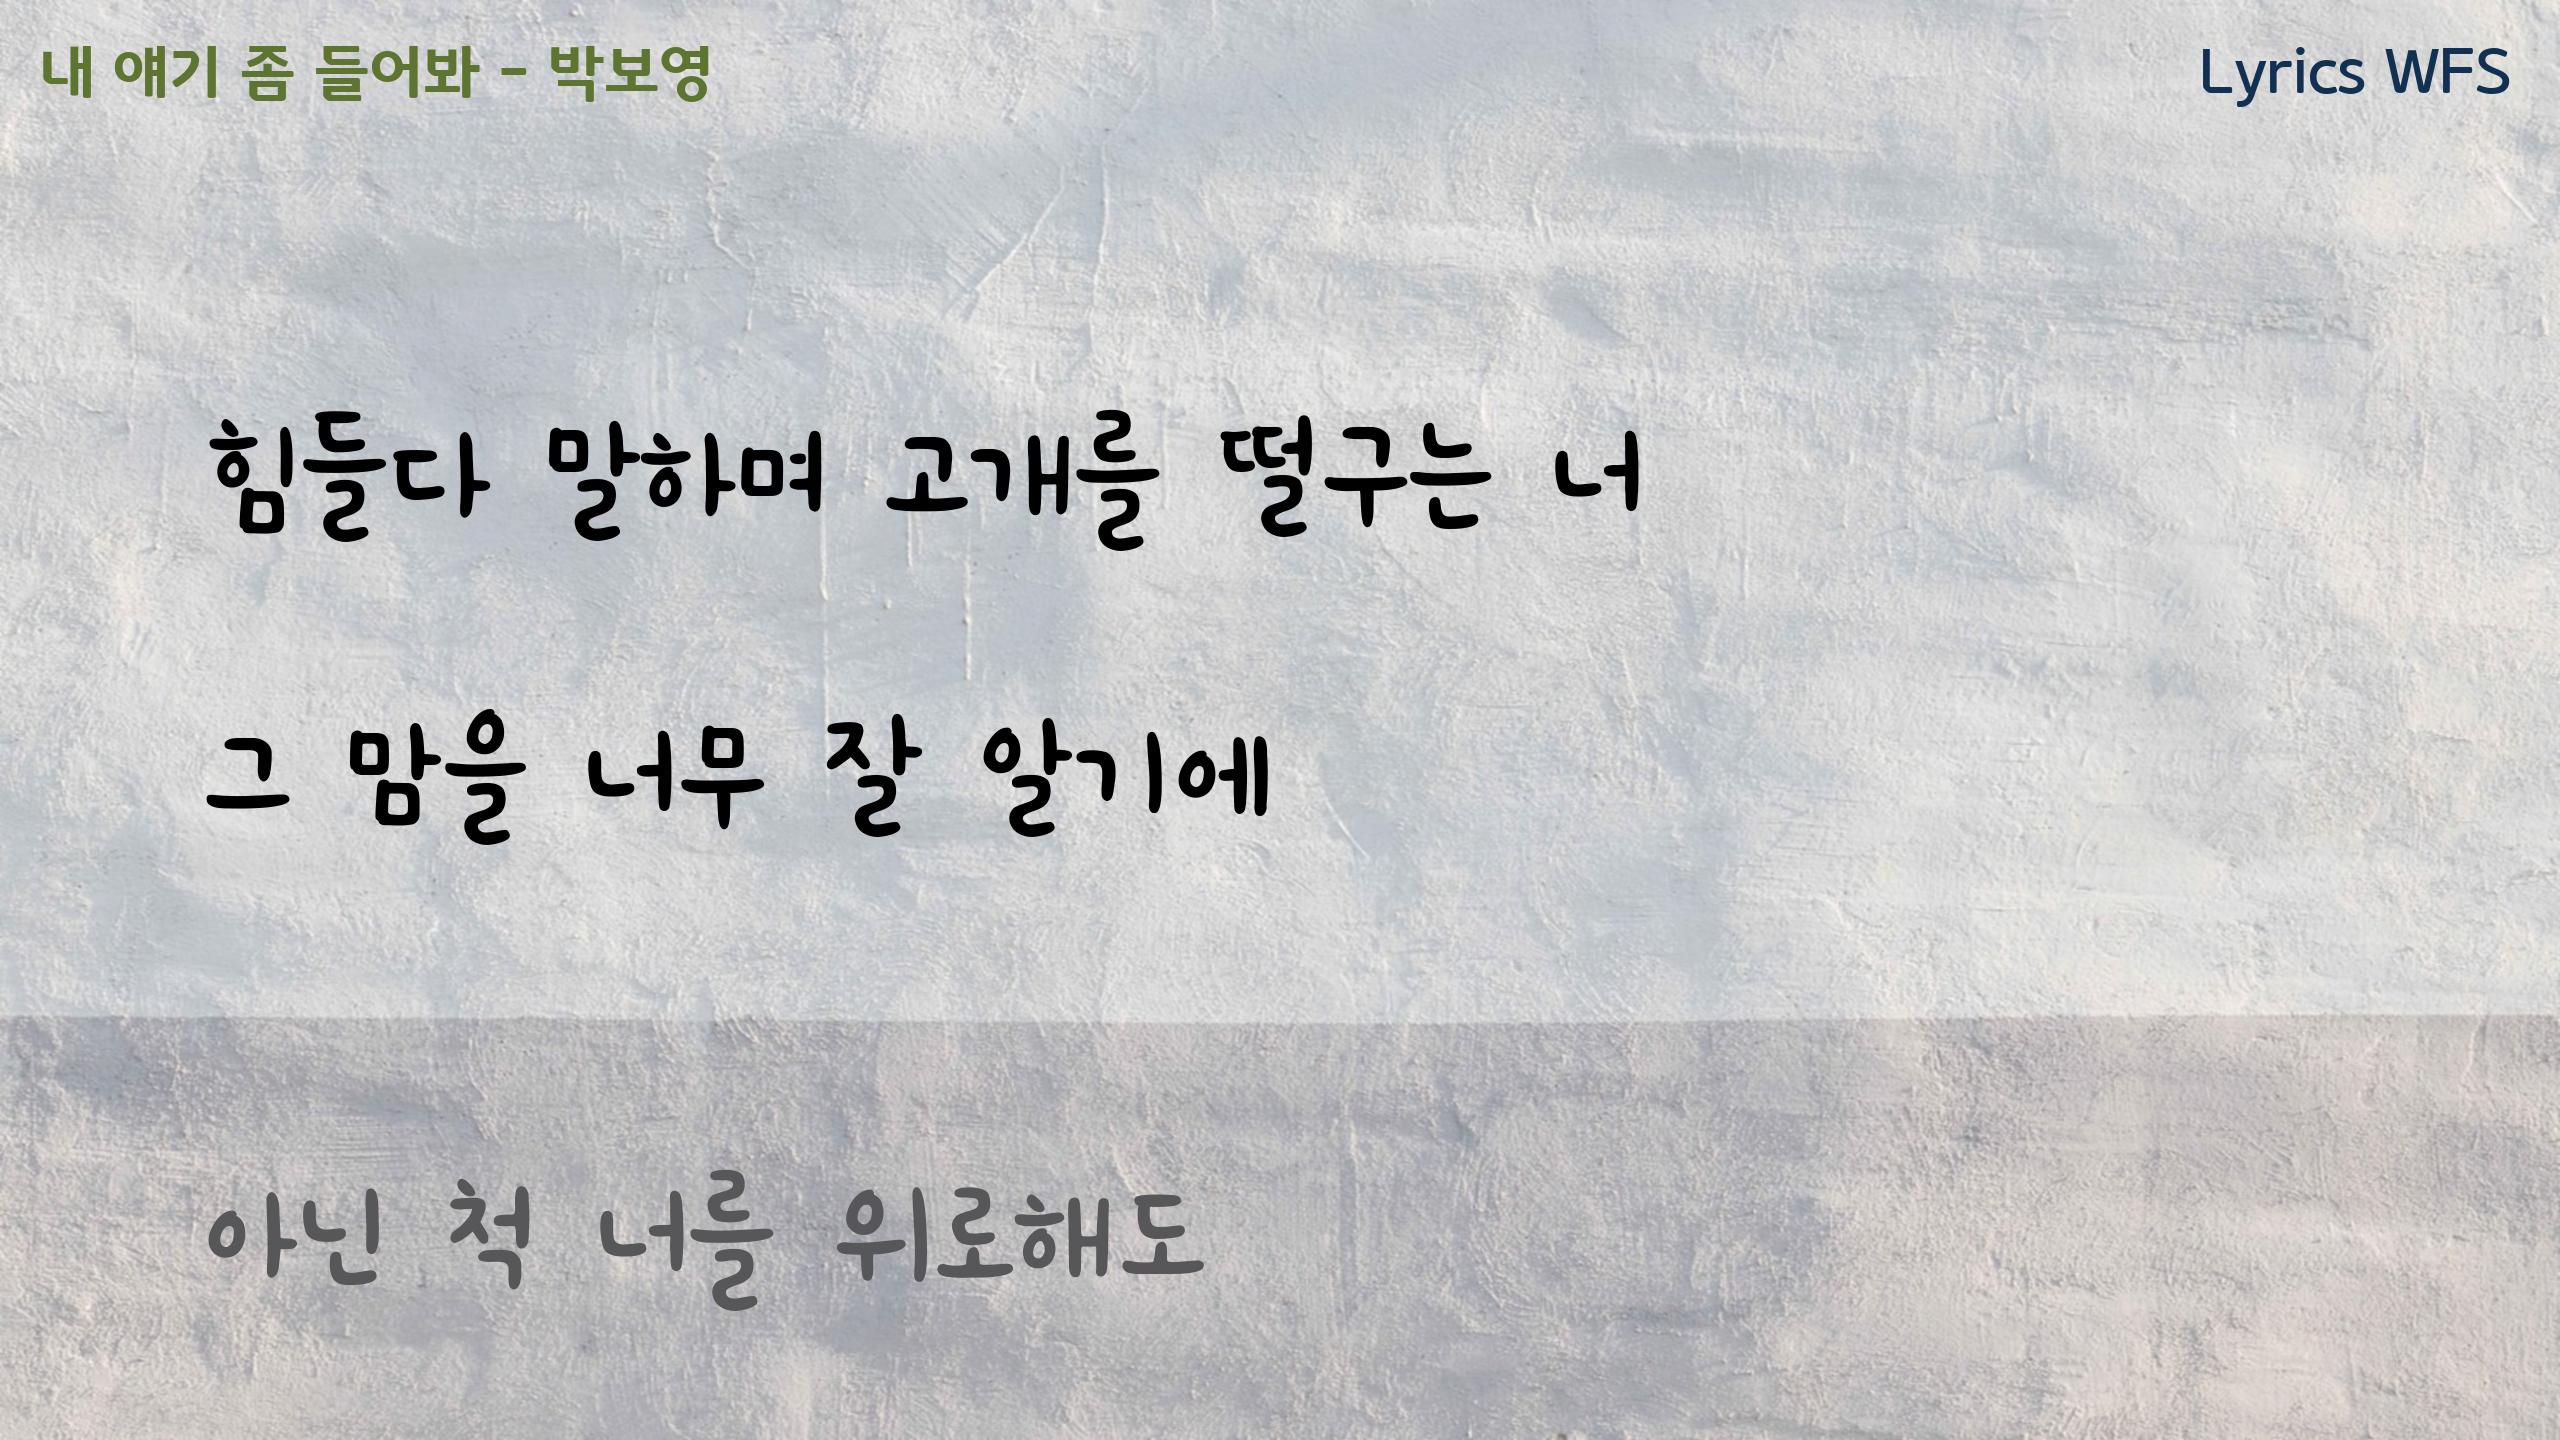 내 얘기 좀 들어봐 - 박보영
Lyrics WFS
힘들다 말하며 고개를 떨구는 너
그 맘을 너무 잘 알기에
아닌 척 너를 위로해도